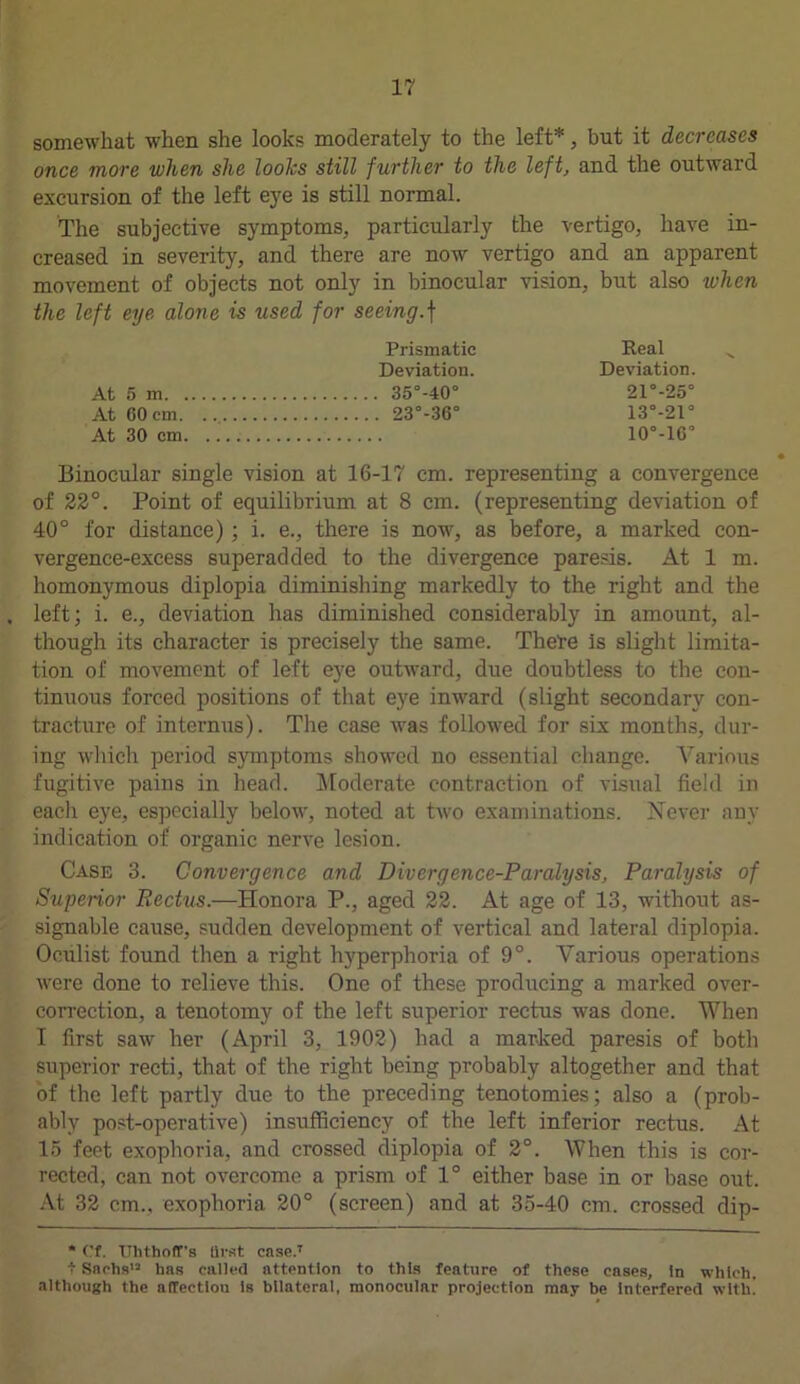 17
somewhat when she looks moderately to the left*, but it decreases
once more when she looks still further to the left, and the outward
excursion of the left eye is still normal.
The subjective symptoms, particularly the vertigo, have in-
creased in severity, and there are now vertigo and an apparent
movement of objects not only in binocular vision, but also when
the left eye alone is used for seeing.†
Prismatic Real
Deviation. Deviation.
At 5 m. .................... 35°-40° 21°-25°
At 60 cm. .................... 23°-36° 13°-21°
At 30 cm. .................... 10°-16°
Binocular single vision at 16-17 cm. representing a convergence
of 22°. Point of equilibrium at 8 cm. (representing deviation of
40° for distance); i. e., there is now, as before, a marked con-
vergence-excess superadded to the divergence paresis. At 1 m.
homonymous diplopia diminishing markedly to the right and the
left; i. e., deviation has diminished considerably in amount, al-
though its character is precisely the same. There is slight limita-
tion of movement of left eye outward, due doubtless to the con-
tinuous forced positions of that eye inward (slight secondary con-
tracture of internus). The case was followed for six months, dur-
ing which period symptoms showed no essential change. Various
fugitive pains in head. Moderate contraction of visual field in
each eye, especially below, noted at two examinations. Never any
indication of organic nerve lesion.
Case 3. Convergence and Divergence-Paralysis, Paralysis of
Superior Rectus.—Honora P., aged 22. At age of 13, without as-
signable cause, sudden development of vertical and lateral diplopia.
Oculist found then a right hyperphoria of 9°. Various operations
were done to relieve this. One of these producing a marked over-
correction, a tenotomy of the left superior rectus was done. When
I first saw her (April 3, 1902) had a marked paresis of both
superior recti, that of the right being probably altogether and that
of the left partly due to the preceding tenotomies; also a (prob-
ably post-operative) insufficiency of the left inferior rectus. At
15 feet exophoria, and crossed diplopia of 2°. When this is cor-
rected, can not overcome a prism of 1° either base in or base out.
At 32 cm., exophoria 20° (screen) and at 35-40 cm. crossed dip-
* Cf. Uhthoff's first case.⁷
† Sachs¹² has called attention to this feature of these cases, in which,
although the affection is bilateral, monocular projection may be interfered with.